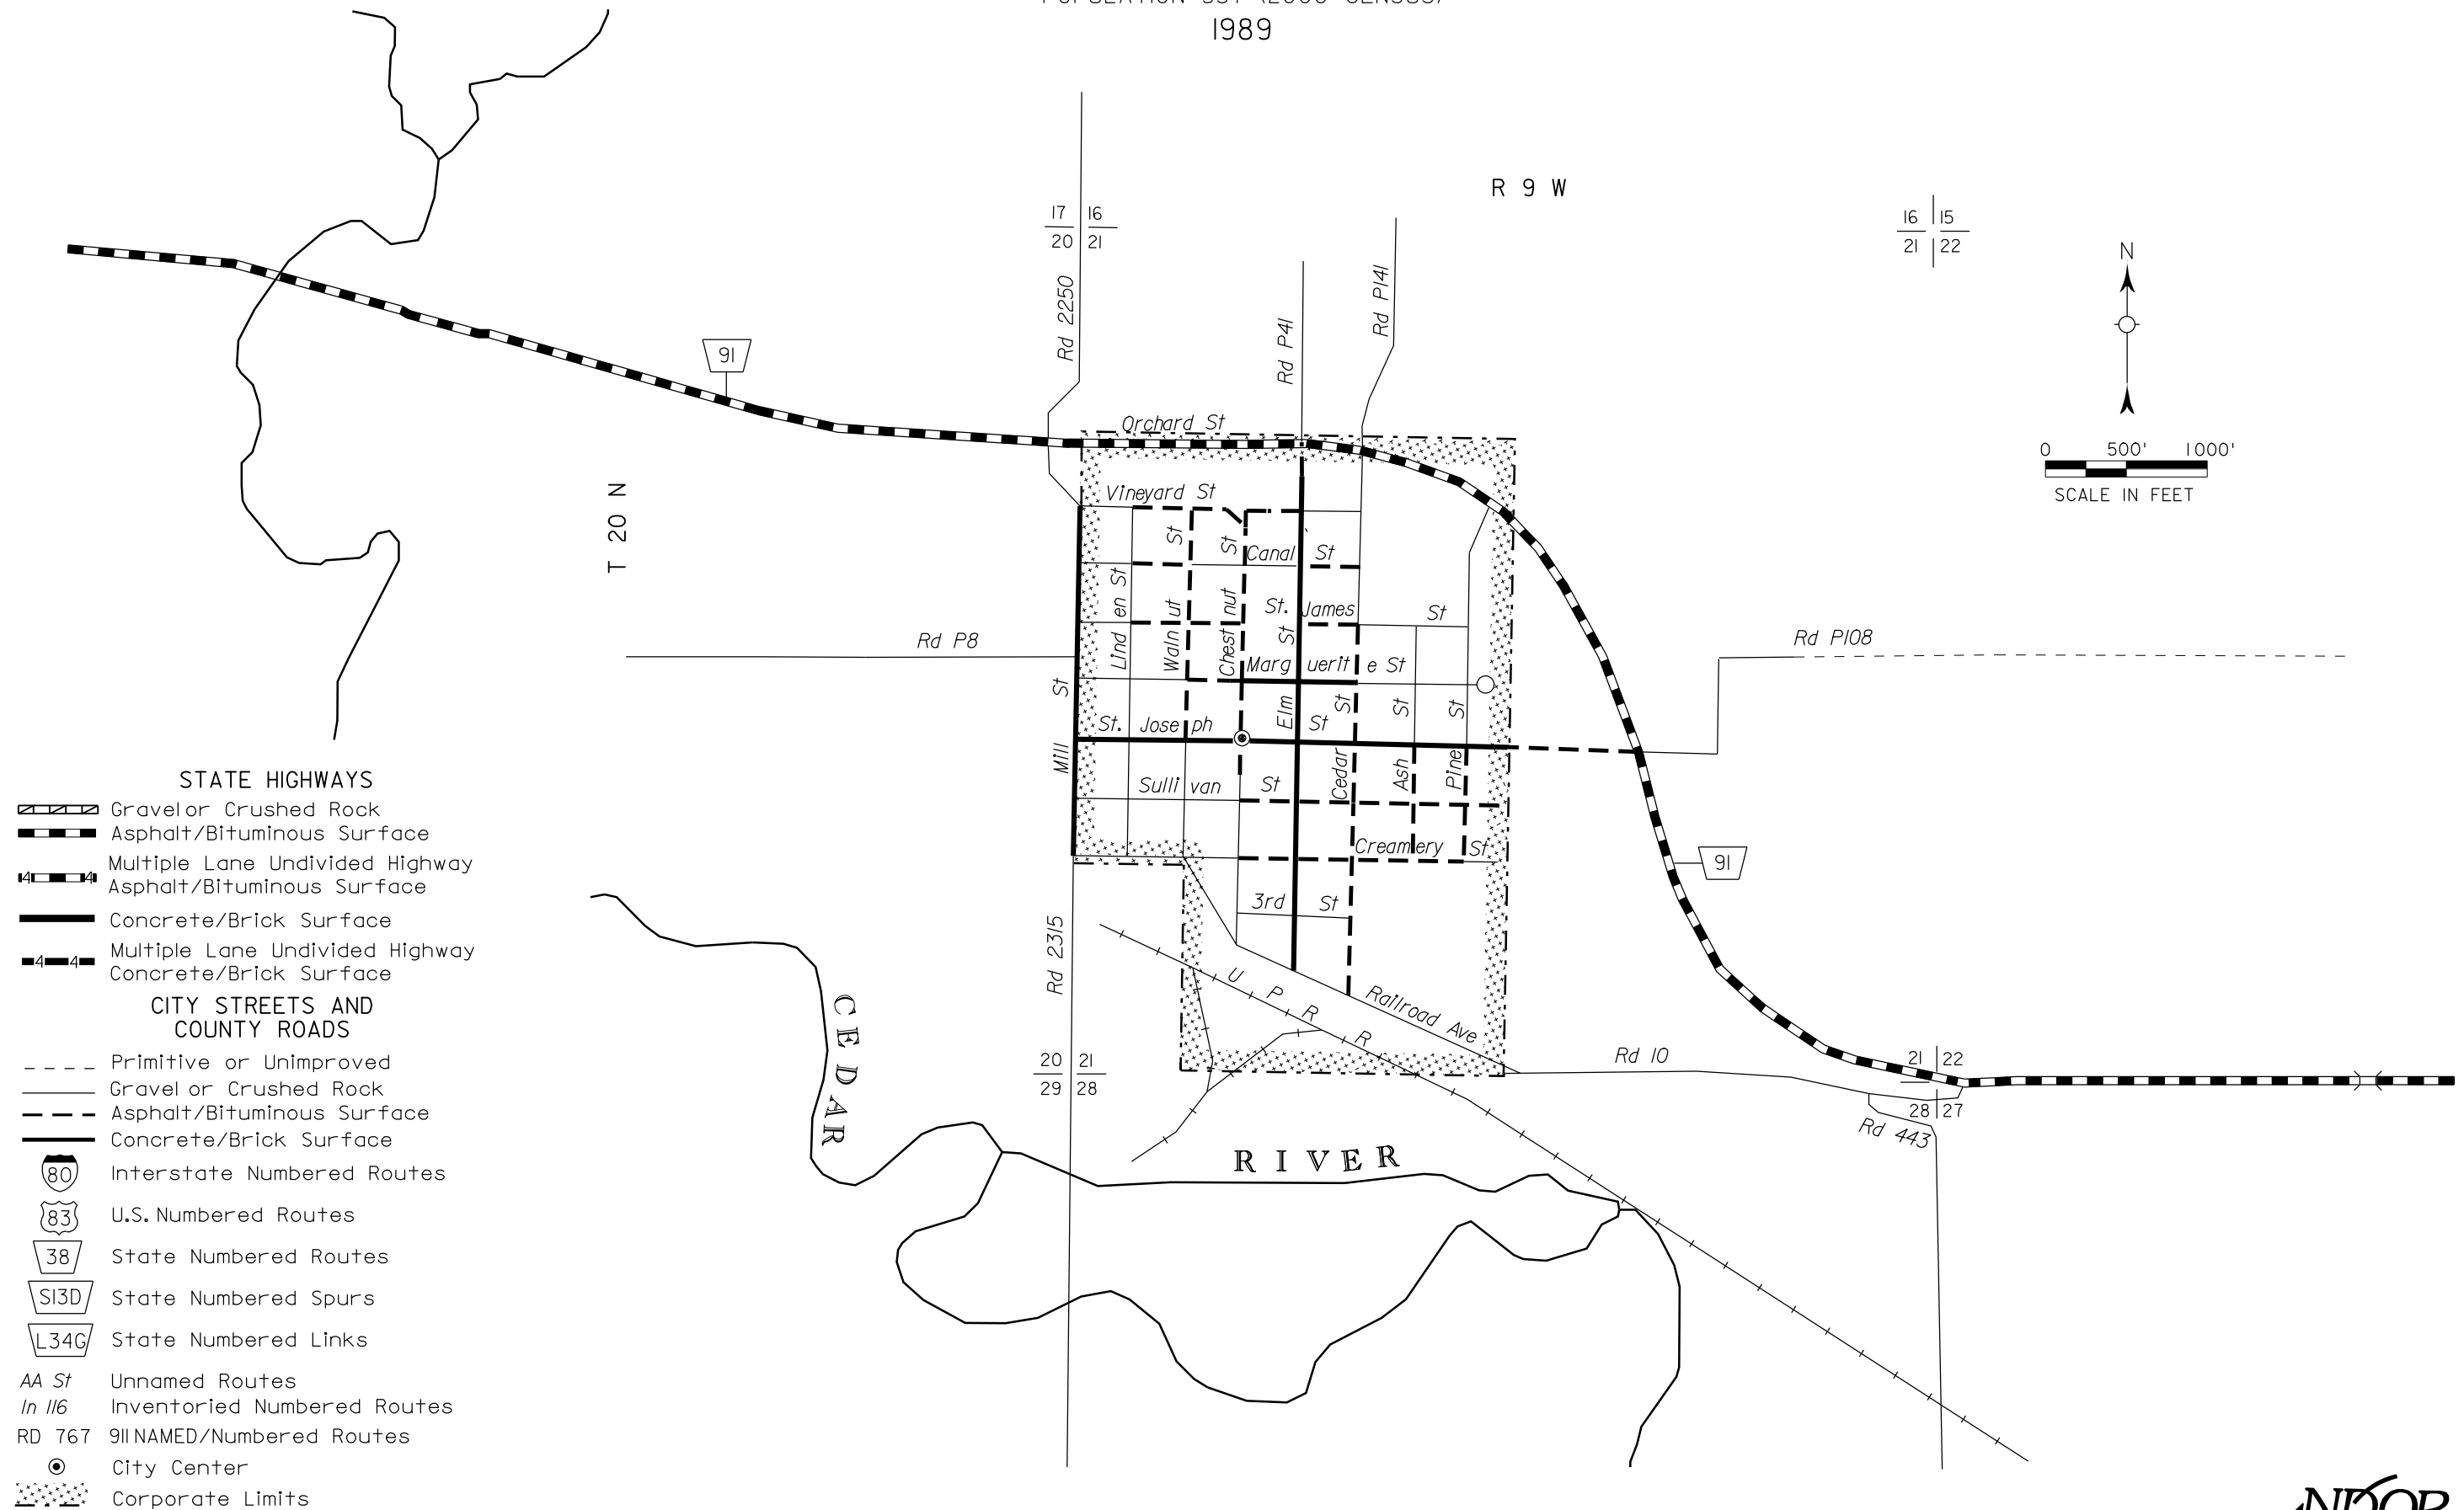 1989
R 9 W
17 16
20 21
16 15
21 22
N
Rd 2250
Rd P41
Rd P141
91
Orchard St
0 500' 1000'
SCALE IN FEET
T 20 N
Vineyard St
Canal St
St. James St
Marguerite St
St. Joseph St
Sullivan St
Creamery St
3rd St
Linden St
Walnut St
Chestnut St
Elm St
Cedar St
Ash St
Pine St
Mill St
Rd P8
Rd P108
91
Rd 2315
U P R R
Railroad Ave
Rd 10
20 21
29 28
21 22
28 27
Rd 443
CEDAR
RIVER
STATE HIGHWAYS
Gravel or Crushed Rock
Asphalt/Bituminous Surface
4 4 Multiple Lane Undivided Highway
Asphalt/Bituminous Surface
Concrete/Brick Surface
4 4 Multiple Lane Undivided Highway
Concrete/Brick Surface
CITY STREETS AND
COUNTY ROADS
Primitive or Unimproved
Gravel or Crushed Rock
Asphalt/Bituminous Surface
Concrete/Brick Surface
80 Interstate Numbered Routes
83 U.S. Numbered Routes
38 State Numbered Routes
S13D State Numbered Spurs
L34G State Numbered Links
AA St Unnamed Routes
In 116 Inventoried Numbered Routes
RD 767 911 NAMED/Numbered Routes
City Center
Corporate Limits